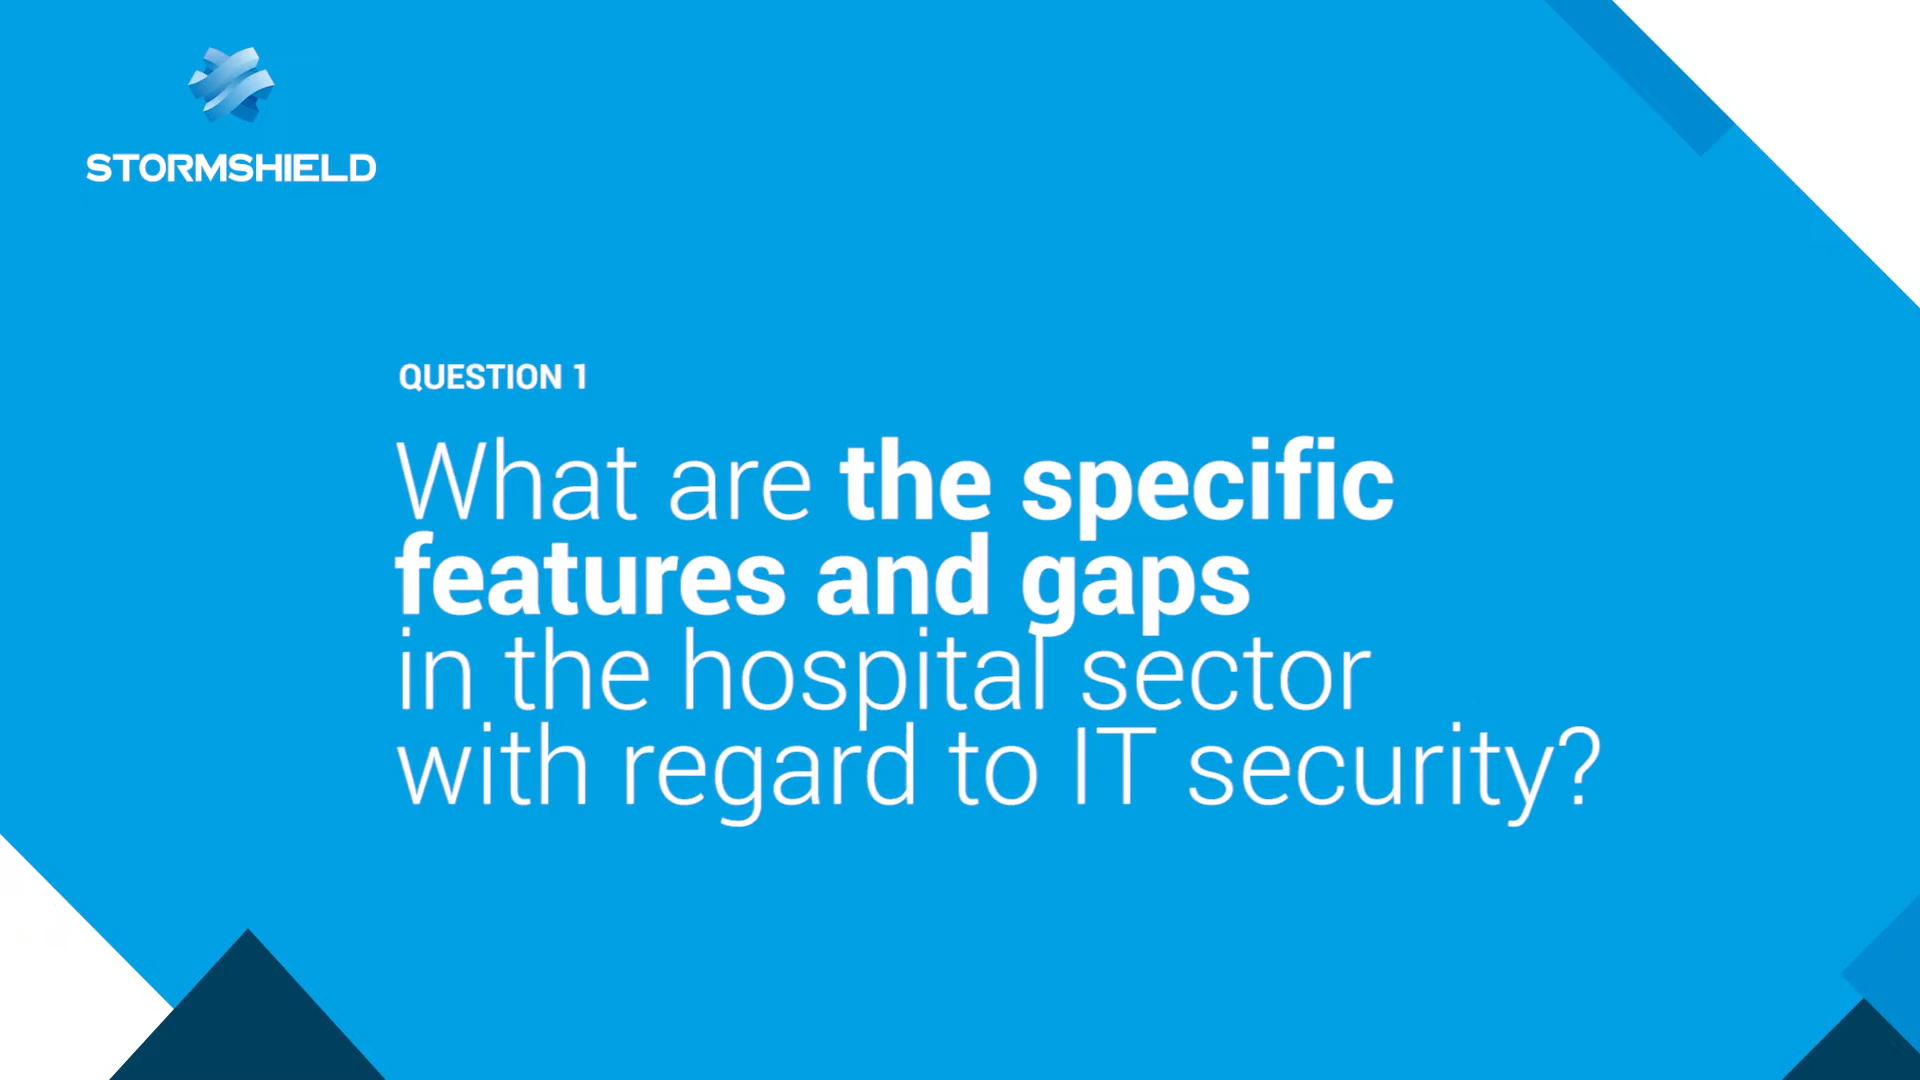 STORMSHIELD
QUESTION 1
What are the specific
features and gaps
in the hospital sector
with regard to IT security?